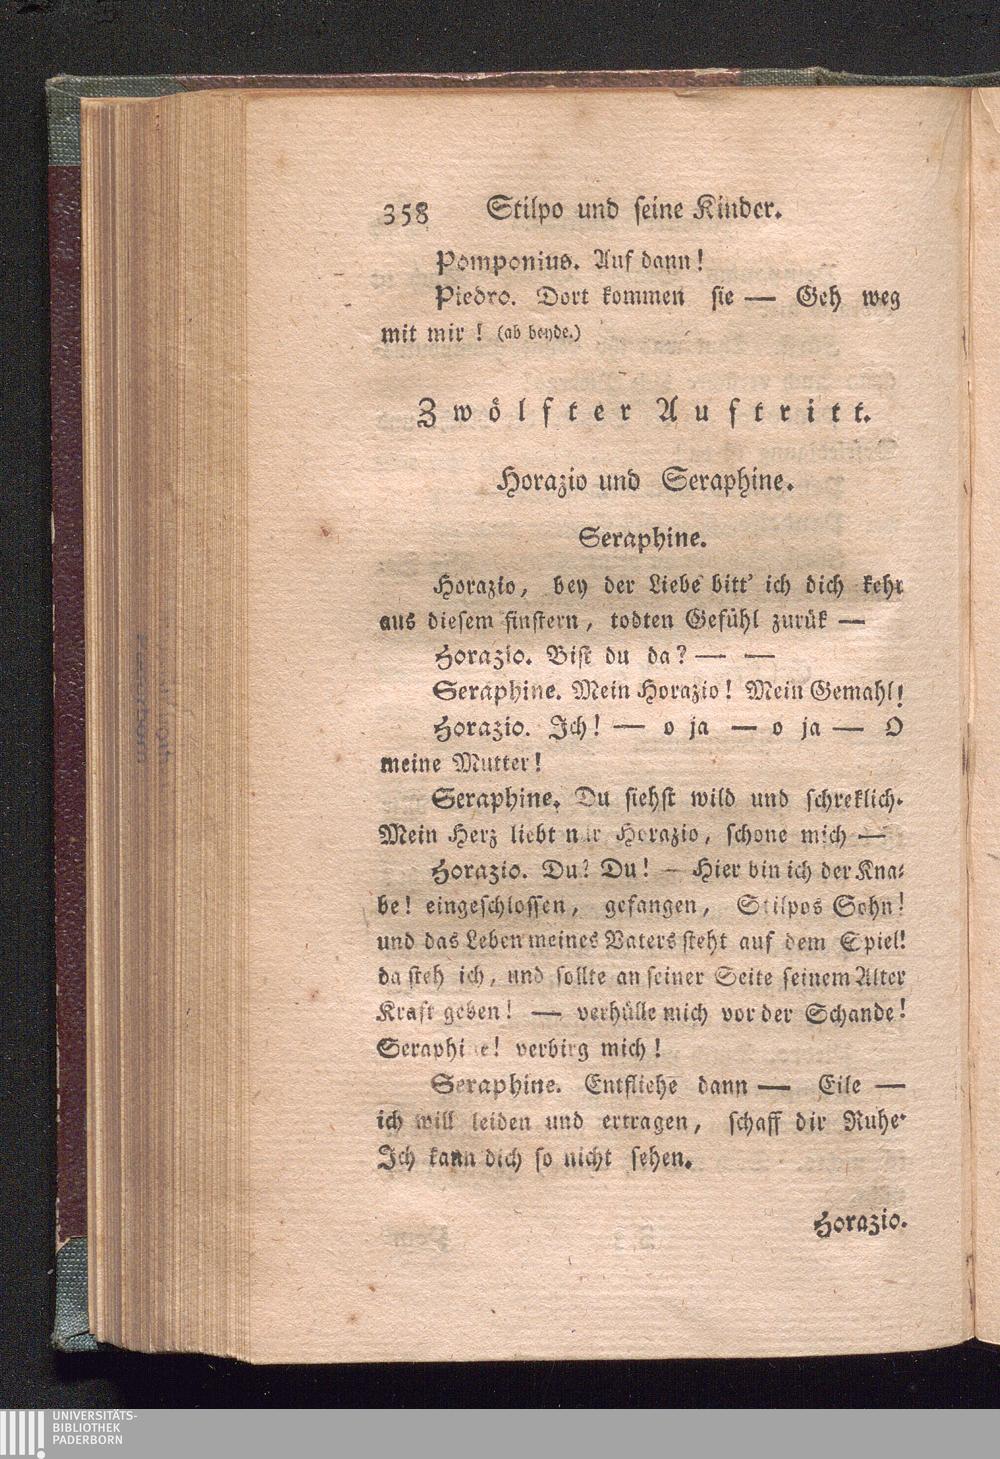 358 Stilpo und seine Kinder.
Pomponius. Auf dann!
Piedro. Dort kommen sie — Geh weg
mit mir! (ab beyde.)
Zwölfter Auftritt.
Horazio und Seraphine.
Seraphine.
Horazio, bey der Liebe bitt' ich dich kehr
aus diesem finstern, todten Gefühl zurük —
Horazio. Bist du da? — —
Seraphine. Mein Horazio! Mein Gemahl!
Horazio. Ich! — o ja — o ja — O
meine Mutter!
Seraphine. Du siehst wild und schreklich.
Mein Herz liebt nur Horazio, schone mich —
Horazio. Du? Du! — Hier bin ich der Kna-
be! eingeschlossen, gefangen, Stilpos Sohn!
und das Leben meines Vaters steht auf dem Spiel!
da steh ich, und sollte an seiner Seite seinem Alter
Kraft geben! — verhülle mich vor der Schande!
Seraphine! verbirg mich!
Seraphine. Entfliehe dann — Eile —
ich will leiden und ertragen, schaff dir Ruhe.
Ich kann dich so nicht sehen.
Horazio.
UNIVERSITÄTS-
BIBLIOTHEK
PADERBORN